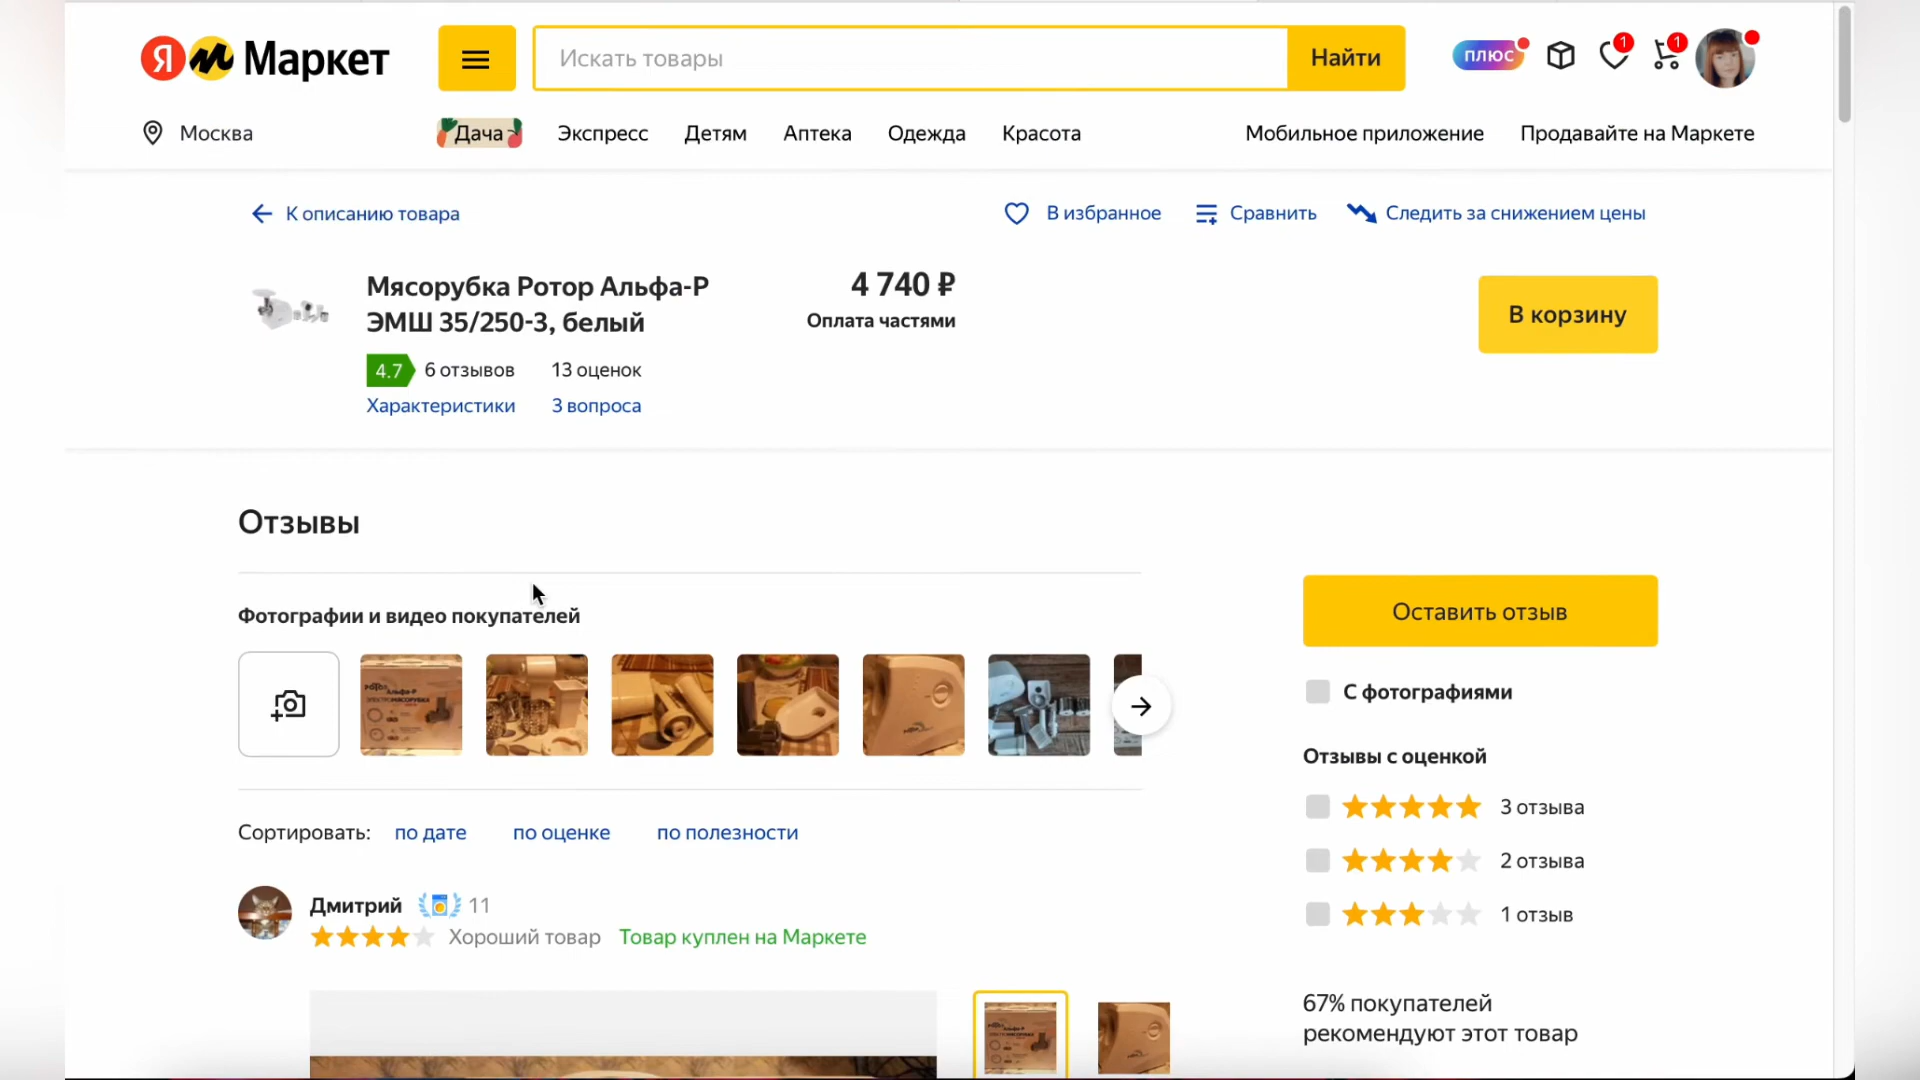 Я м Маркет
Искать товары
Найти
плюс
1
1
Москва
Дача
Экспресс
Детям
Аптека
Одежда
Красота
Мобильное приложение
Продавайте на Маркете
К описанию товара
В избранное
Сравнить
Следить за снижением цены
Мясорубка Ротор Альфа-Р
ЭМШ 35/250-3, белый
4 740 ₽
Оплата частями
В корзину
4.7
6 отзывов
13 оценок
Характеристики
3 вопроса
Отзывы
Фотографии и видео покупателей
Оставить отзыв
С фотографиями
Отзывы с оценкой
3 отзыва
2 отзыва
1 отзыв
67% покупателей
рекомендуют этот товар
Сортировать: по дате по оценке по полезности
Дмитрий 11
Хороший товар Товар куплен на Маркете